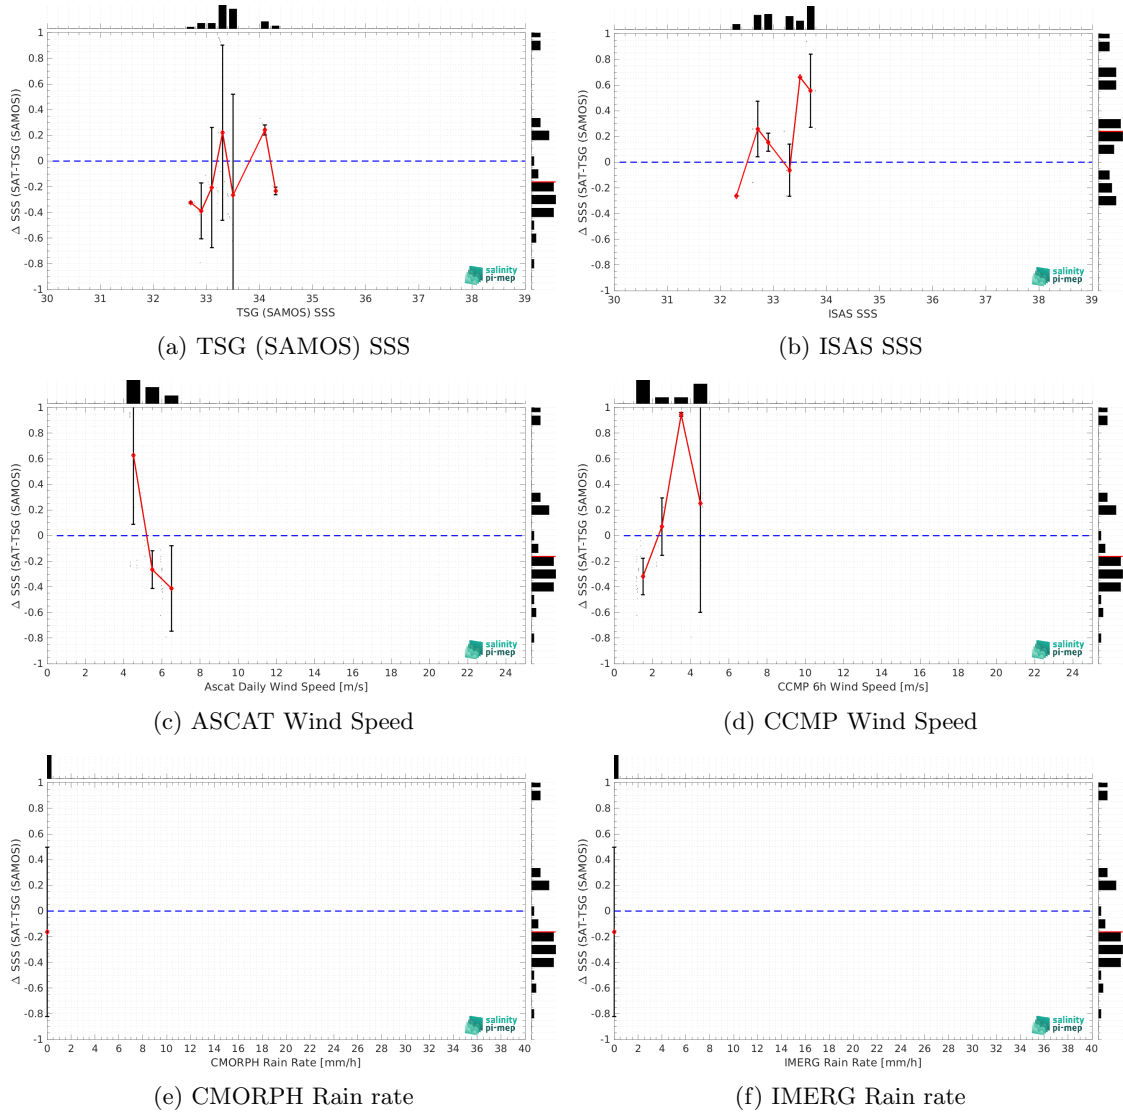 1
0.8
0.6
0.4
0.2
0
-0.2
-0.4
-0.6
-0.8
-1
Δ SSS (SAT-TSG (SAMOS))
salinity
pi-mep
30 31 32 33 34 35 36 37 38 39
TSG (SAMOS) SSS
(a) TSG (SAMOS) SSS
1
0.8
0.6
0.4
0.2
0
-0.2
-0.4
-0.6
-0.8
-1
Δ SSS (SAT-TSG (SAMOS))
salinity
pi-mep
30 31 32 33 34 35 36 37 38 39
ISAS SSS
(b) ISAS SSS
1
0.8
0.6
0.4
0.2
0
-0.2
-0.4
-0.6
-0.8
-1
Δ SSS (SAT-TSG (SAMOS))
salinity
pi-mep
0 2 4 6 8 10 12 14 16 18 20 22 24
Ascat Daily Wind Speed [m/s]
(c) ASCAT Wind Speed
1
0.8
0.6
0.4
0.2
0
-0.2
-0.4
-0.6
-0.8
-1
Δ SSS (SAT-TSG (SAMOS))
salinity
pi-mep
0 2 4 6 8 10 12 14 16 18 20 22 24
CCMP 6h Wind Speed [m/s]
(d) CCMP Wind Speed
1
0.8
0.6
0.4
0.2
0
-0.2
-0.4
-0.6
-0.8
-1
Δ SSS (SAT-TSG (SAMOS))
salinity
pi-mep
0 2 4 6 8 10 12 14 16 18 20 22 24 26 28 30 32 34 36 38 40
CMORPH Rain Rate [mm/h]
(e) CMORPH Rain rate
1
0.8
0.6
0.4
0.2
0
-0.2
-0.4
-0.6
-0.8
-1
Δ SSS (SAT-TSG (SAMOS))
salinity
pi-mep
0 2 4 6 8 10 12 14 16 18 20 22 24 26 28 30 32 34 36 38 40
IMERG Rain Rate [mm/h]
(f) IMERG Rain rate